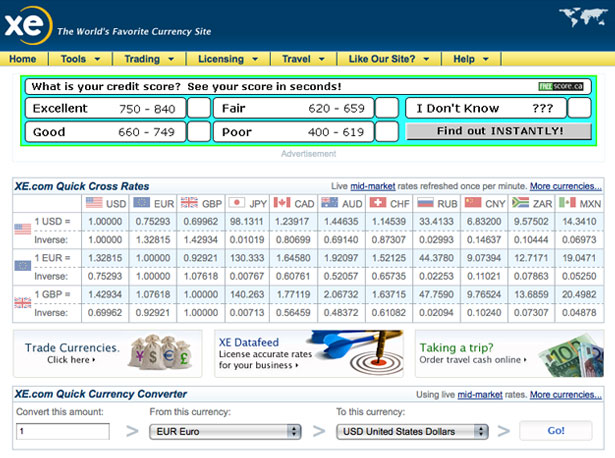 xe The World's Favorite Currency Site
Home Tools Trading Licensing Travel Like Our Site? Help
What is your credit score? See your score in seconds! FREEscore.ca
Excellent 750 - 840 Fair 620 - 659 I Don't Know ???
Good 660 - 749 Poor 400 - 619 Find out INSTANTLY!
Advertisement
XE.com Quick Cross Rates Live mid-market rates refreshed once per minute. More currencies...
USD EUR GBP JPY CAD AUD CHF RUB CNY ZAR MXN
1 USD = 1.00000 0.75293 0.69962 98.1311 1.23917 1.44635 1.14539 33.4133 6.83200 9.57502 14.3410
Inverse: 1.00000 1.32815 1.42934 0.01019 0.80699 0.69140 0.87307 0.02993 0.14637 0.10444 0.06973
1 EUR = 1.32815 1.00000 0.92921 130.333 1.64580 1.92097 1.52125 44.3780 9.07394 12.7171 19.0471
Inverse: 0.75293 1.00000 1.07618 0.00767 0.60761 0.52057 0.65735 0.02253 0.11021 0.07863 0.05250
1 GBP = 1.42934 1.07618 1.00000 140.263 1.77119 2.06732 1.63715 47.7590 9.76524 13.6859 20.4982
Inverse: 0.69962 0.92921 1.00000 0.00713 0.56459 0.48372 0.61082 0.02094 0.10240 0.07307 0.04878
Trade Currencies.
Click here
XE Datafeed
License accurate rates
for your business
Taking a trip?
Order travel cash online
XE.com Quick Currency Converter Using live mid-market rates. More currencies...
Convert this amount: From this currency: To this currency:
1 > EUR Euro > USD United States Dollars > Go!